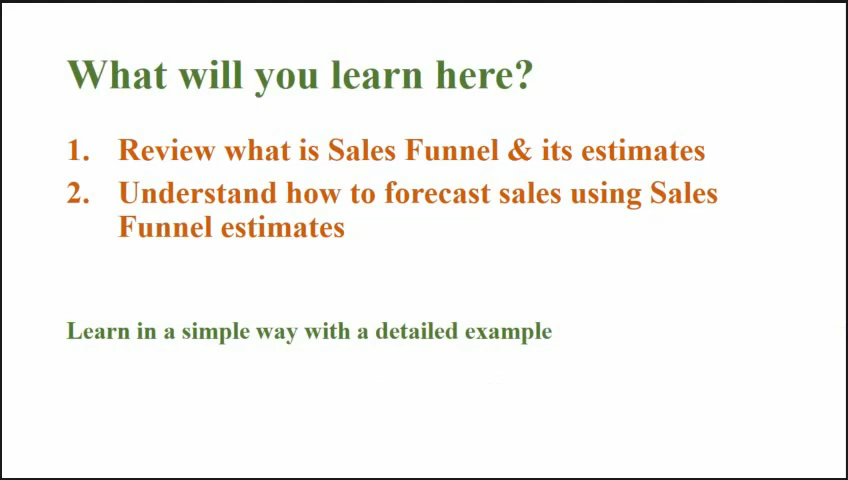 What will you learn here?
1. Review what is Sales Funnel & its estimates
2. Understand how to forecast sales using Sales
Funnel estimates
Learn in a simple way with a detailed example